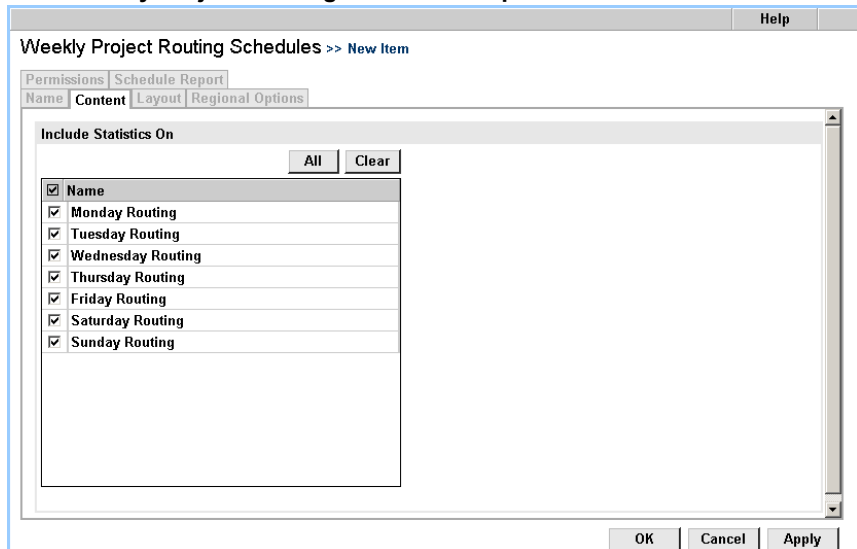 Help
Weekly Project Routing Schedules >> New Item
Permissions Schedule Report
Name Content Layout Regional Options
Include Statistics On
All Clear
Name
Monday Routing
Tuesday Routing
Wednesday Routing
Thursday Routing
Friday Routing
Saturday Routing
Sunday Routing
OK Cancel Apply